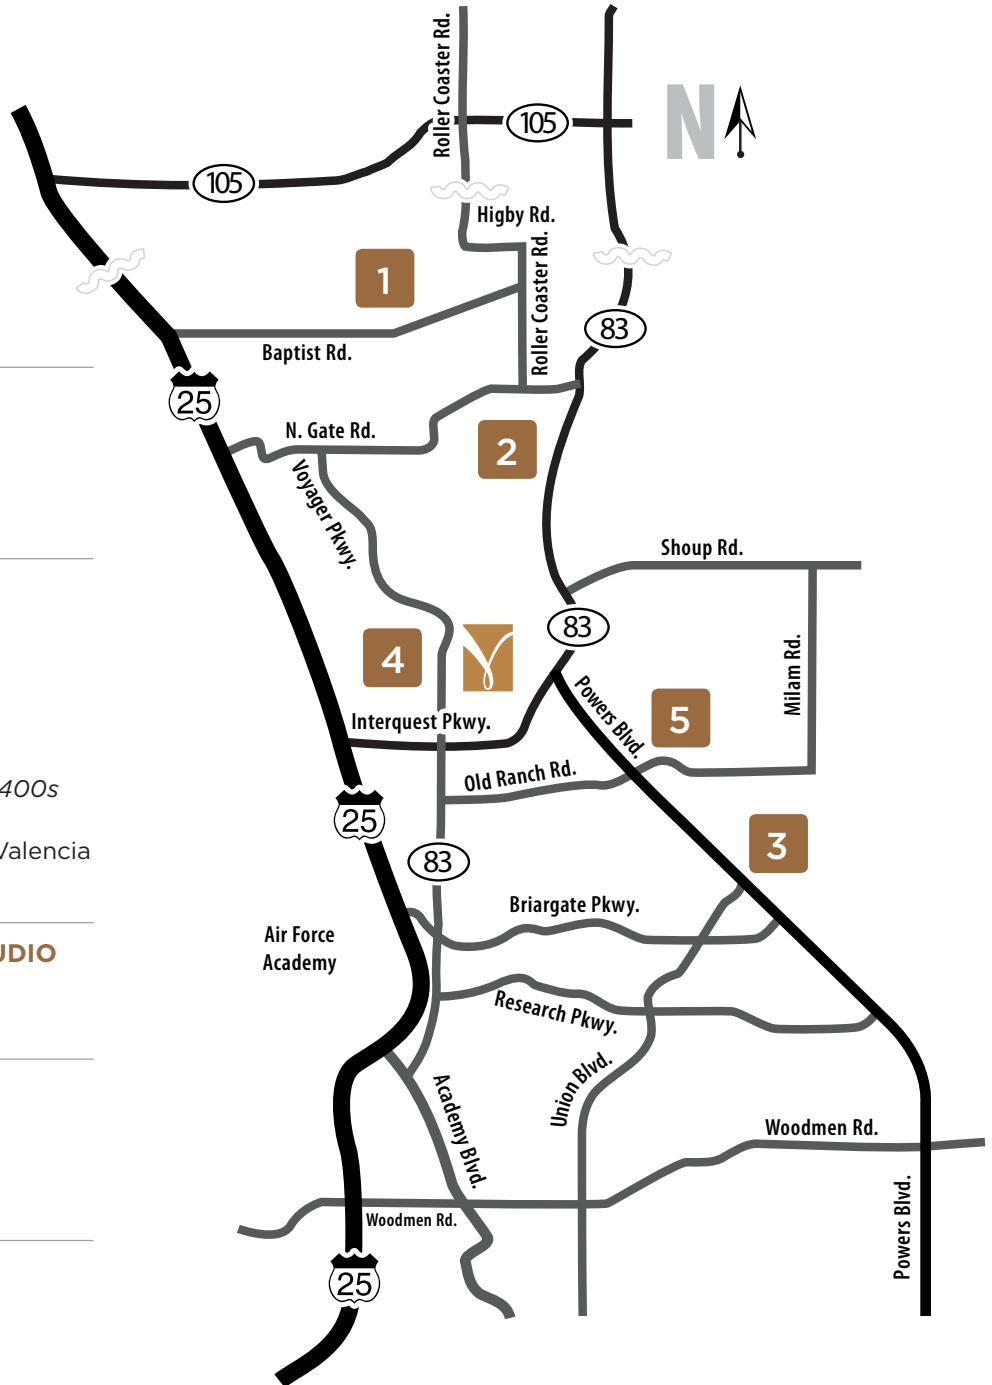 Roller Coaster Rd.
105
N
105
Higby Rd.
Roller Coaster Rd.
1
83
Baptist Rd.
25
N. Gate Rd.
2
Voyager Pkwy.
Shoup Rd.
83
4
Milam Rd.
Powers Blvd.
5
Interquest Pkwy.
Old Ranch Rd.
400s
25
Valencia
83
3
Briargate Pkwy.
Air Force
Academy
UDIO
Research Pkwy.
Union Blvd.
Academy Blvd.
Woodmen Rd.
Powers Blvd.
Woodmen Rd.
25